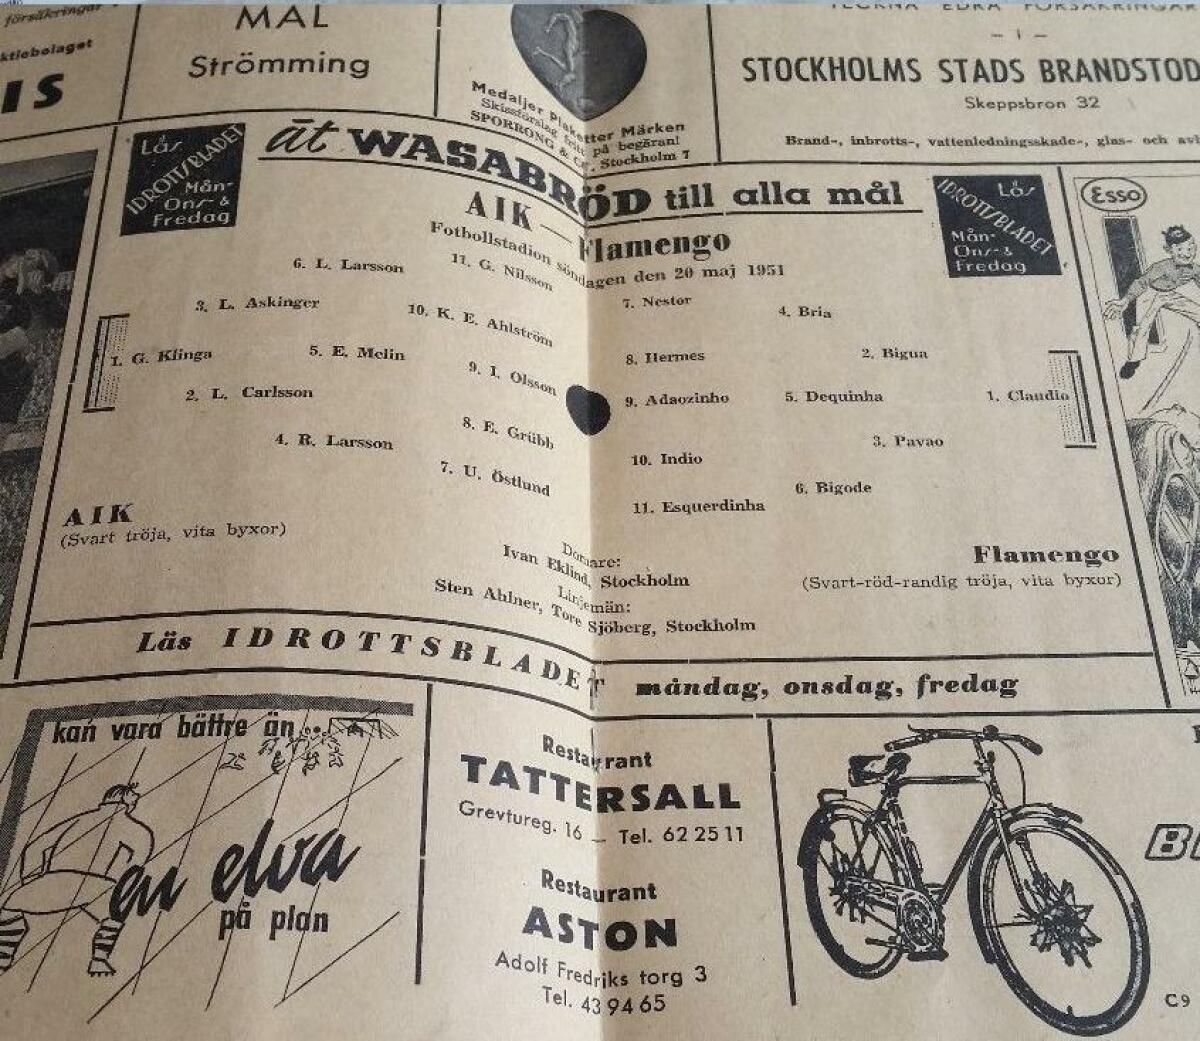 försäkringar
ktiebolaget
IS
MAL
Strömming
Medaljer Plaketter Märken
Skissförslag fritt på begäran!
SPORRONG & C:o, Stockholm 7
TECKNA EDRA FÖRSÄKRINGAR
— i —
STOCKHOLMS STADS BRANDSTOD
Skeppsbron 32
Brand-, inbrotts-, vattenledningsskade-, glas- och
Läs
IDROTTSBLADET
Mån-
Ons- &
Fredag
ät WASABRÖD till alla mål
Läs
IDROTTSBLADET
Mån-
Ons- &
Fredag
Esso
AIK — Flamengo
Fotbollstadion söndagen den 20 maj 1951
6. L. Larsson
11. G. Nilsson
7. Nestor
4. Bria
3. L. Askinger
10. K. E. Ahlström
8. Hermes
2. Bigua
1. G. Klinga
5. E. Melin
9. I. Olsson
9. Adaozinho
5. Dequinha
1. Claudio
2. L. Carlsson
8. E. Grübb
10. Indio
3. Pavao
4. R. Larsson
7. U. Östlund
11. Esquerdinha
6. Bigode
AIK
(Svart tröja, vita byxor)
Domare:
Ivan Eklind, Stockholm
Linjemän:
Sten Ahlner, Tore Sjöberg, Stockholm
Flamengo
(Svart-röd-randig tröja, vita byxor)
Läs IDROTTSBLADET måndag, onsdag, fredag
kan vara bättre än...
en elva
på plan
Restaurant
TATTERSALL
Grevtureg. 16 — Tel. 62 25 11
Restaurant
ASTON
Adolf Fredriks torg 3
Tel. 43 94 65
C 9